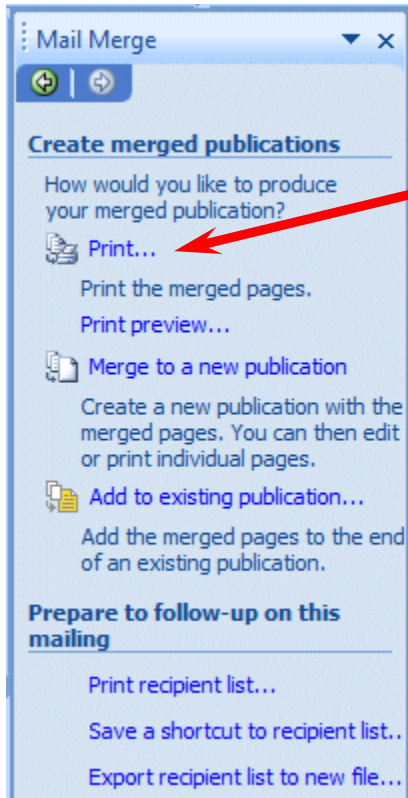 Mail Merge
Create merged publications
How would you like to produce
your merged publication?
Print...
Print the merged pages.
Print preview...
Merge to a new publication
Create a new publication with the
merged pages. You can then edit
or print individual pages.
Add to existing publication...
Add the merged pages to the end
of an existing publication.
Prepare to follow-up on this
mailing
Print recipient list...
Save a shortcut to recipient list..
Export recipient list to new file...